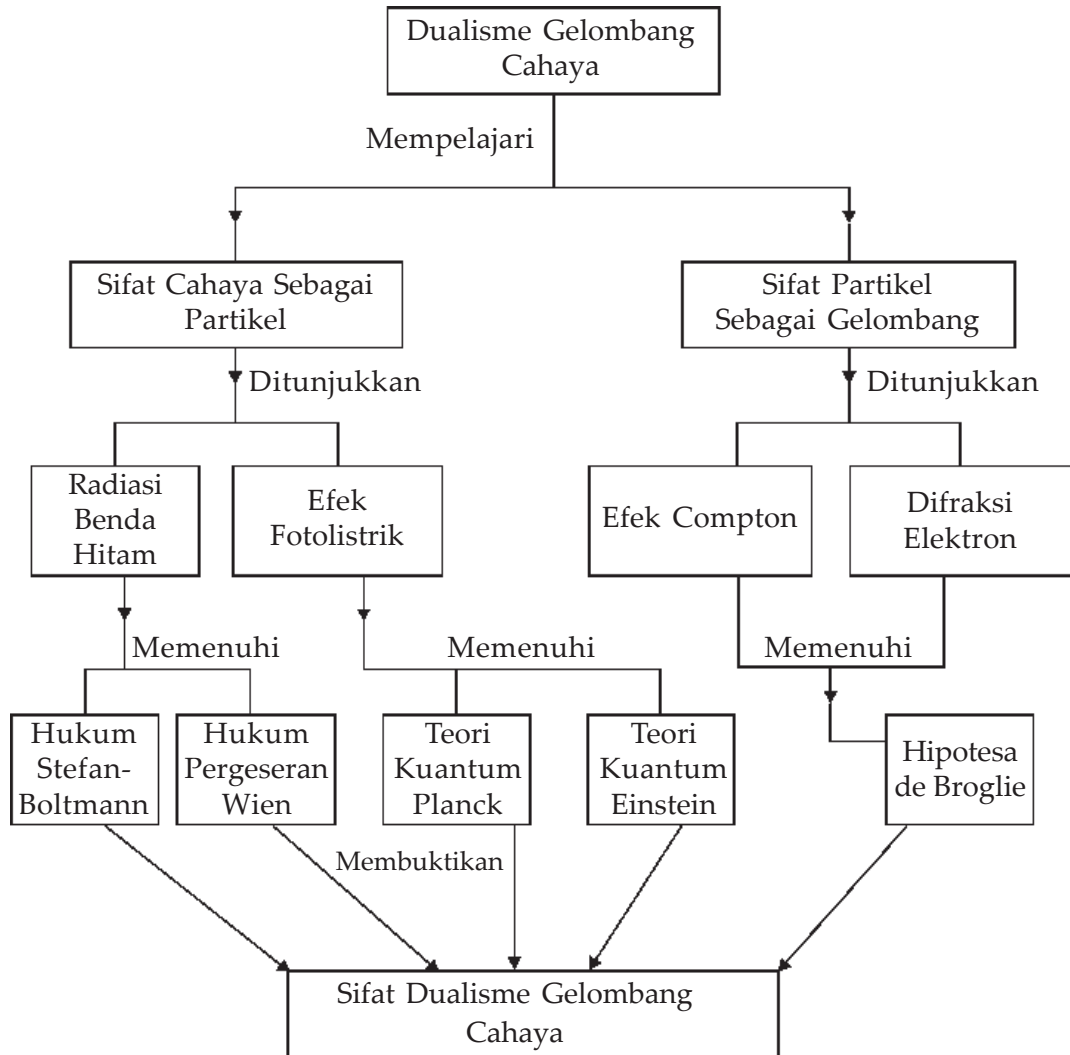 Dualisme Gelombang
Cahaya
Mempelajari
Sifat Cahaya Sebagai
Partikel
Sifat Partikel
Sebagai Gelombang
Ditunjukkan
Ditunjukkan
Radiasi
Benda
Hitam
Efek
Fotolistrik
Efek Compton
Difraksi
Elektron
Memenuhi
Memenuhi
Memenuhi
Hukum
Stefan-
Boltmann
Hukum
Pergeseran
Wien
Teori
Kuantum
Planck
Teori
Kuantum
Einstein
Hipotesa
de Broglie
Membuktikan
Sifat Dualisme Gelombang
Cahaya